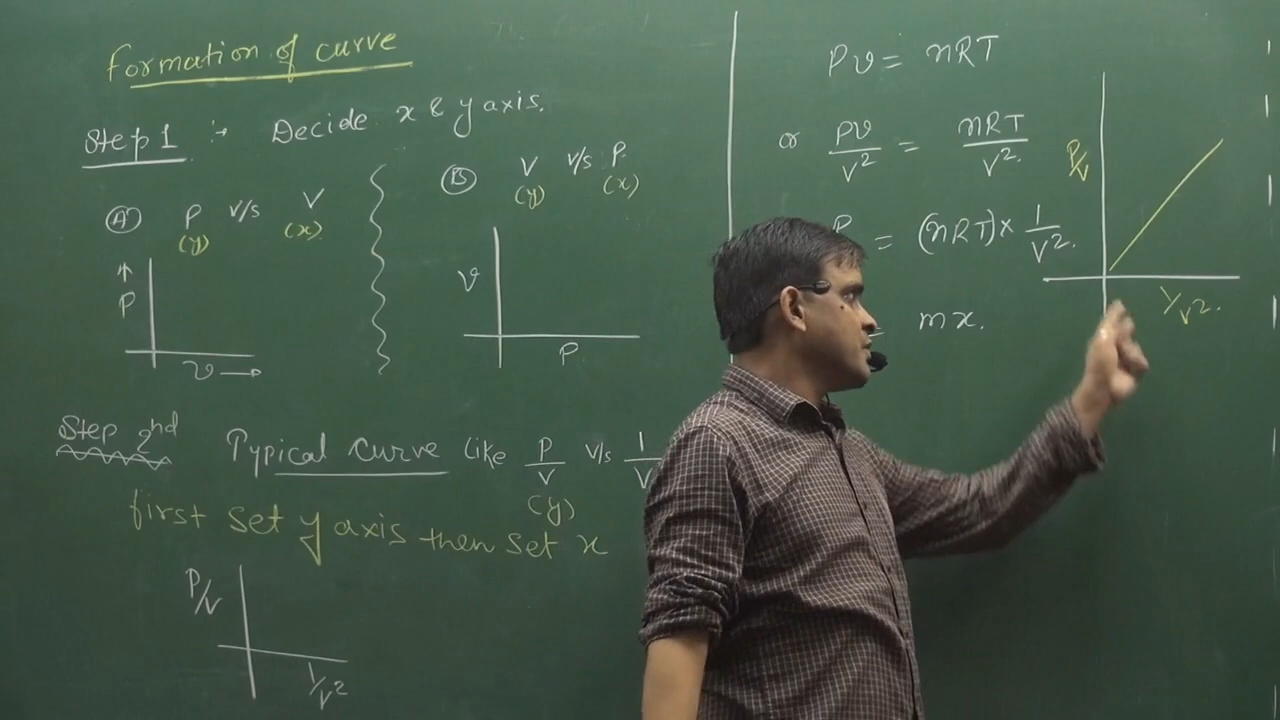 Formation of curve
Step 1 :→ Decide x & y axis.
(A) P v/s V
(y) (x)
P
V
(B) V v/s P.
(y) (x)
V
P
Step 2nd Typical curve like P/V v/s 1/V
(y)
first set y axis then set x
P/V
1/V²
PV = nRT
or PV/V² = nRT/V².
P = (nRT) × 1/V².
= mx.
P/V
1/V².